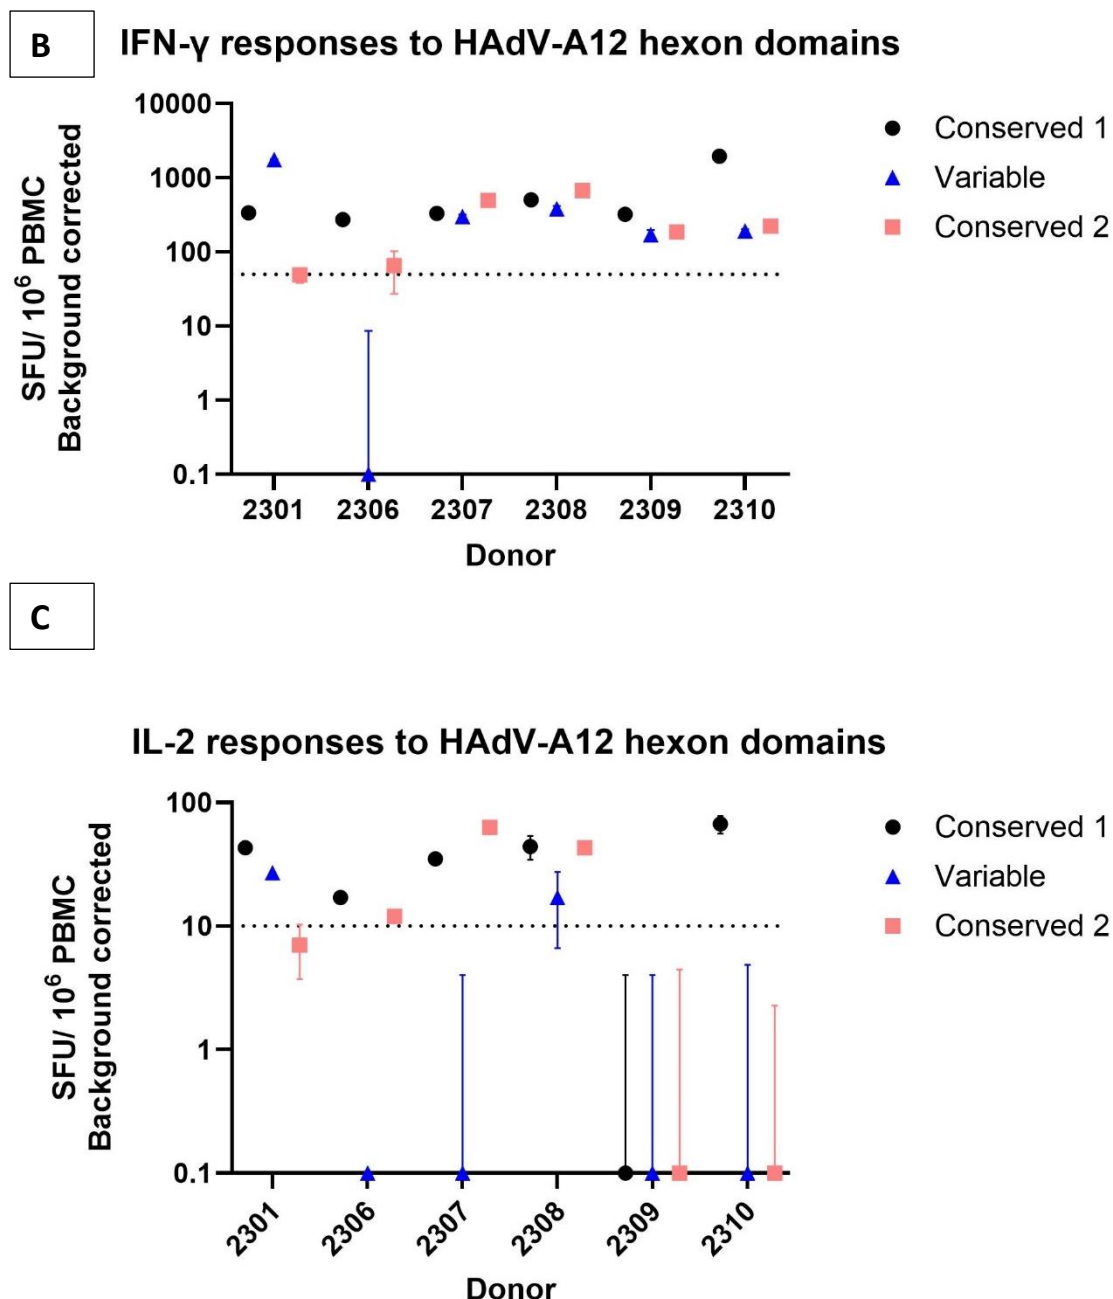 B
IFN-γ responses to HAdV-A12 hexon domains
SFU/ 10⁶ PBMC
Background corrected
10000
1000
100
10
1
0.1
2301 2306 2307 2308 2309 2310
Donor
Conserved 1
Variable
Conserved 2
C
IL-2 responses to HAdV-A12 hexon domains
SFU/ 10⁶ PBMC
Background corrected
100
10
1
0.1
2301 2306 2307 2308 2309 2310
Donor
Conserved 1
Variable
Conserved 2